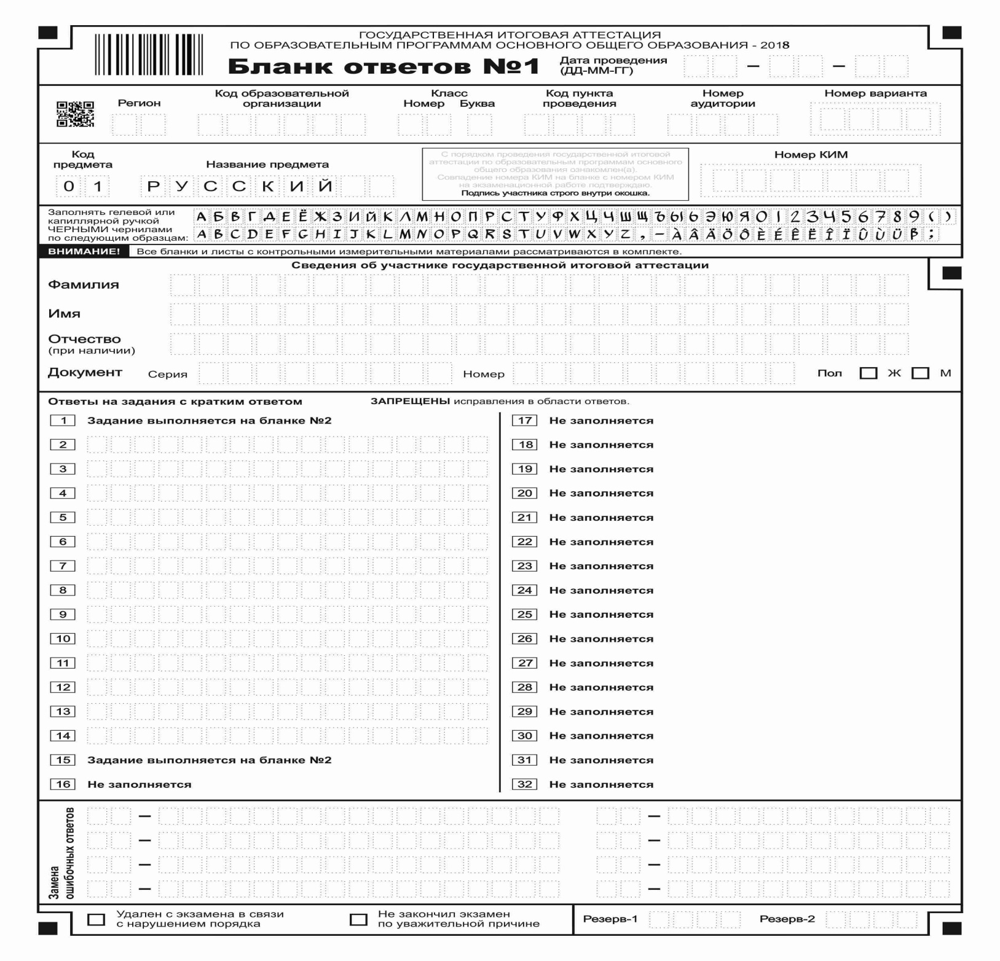 ГОСУДАРСТВЕННАЯ ИТОГОВАЯ АТТЕСТАЦИЯ
ПО ОБРАЗОВАТЕЛЬНЫМ ПРОГРАММАМ ОСНОВНОГО ОБЩЕГО ОБРАЗОВАНИЯ - 2018
Бланк ответов №1
Дата проведения
(ДД-ММ-ГГ)
– –
Регион
Код образовательной
организации
Класс
Номер Буква
Код пункта
проведения
Номер
аудитории
Номер варианта
Код
предмета
Название предмета
0 1 Р У С С К И Й
С порядком проведения государственной итоговой
аттестации по образовательным программам основного
общего образования ознакомлен(а).
Совпадение номера КИМ на бланке с номером КИМ
на экзаменационной работе подтверждаю.
Подпись участника строго внутри окошка.
Номер КИМ
Заполнять гелевой или
капиллярной ручкой
ЧЕРНЫМИ чернилами
по следующим образцам:
А Б В Г Д Е Ё Ж З И Й К Л М Н О П Р С Т У Ф Х Ц Ч Ш Щ Ъ Ы Ь Э Ю Я 0 1 2 3 4 5 6 7 8 9 ( )
A B C D E F G H I J K L M N O P Q R S T U V W X Y Z , – À Â Ä Ö Ô È É Ê Ë Î Ï Û Ù Ü ß ;
ВНИМАНИЕ! Все бланки и листы с контрольными измерительными материалами рассматриваются в комплекте.
Сведения об участнике государственной итоговой аттестации
Фамилия
Имя
Отчество
(при наличии)
Документ Серия Номер Пол Ж М
Ответы на задания с кратким ответом ЗАПРЕЩЕНЫ исправления в области ответов.
1 Задание выполняется на бланке №2
2
3
4
5
6
7
8
9
10
11
12
13
14
15 Задание выполняется на бланке №2
16 Не заполняется
17 Не заполняется
18 Не заполняется
19 Не заполняется
20 Не заполняется
21 Не заполняется
22 Не заполняется
23 Не заполняется
24 Не заполняется
25 Не заполняется
26 Не заполняется
27 Не заполняется
28 Не заполняется
29 Не заполняется
30 Не заполняется
31 Не заполняется
32 Не заполняется
Замена
ошибочных ответов
– –
– –
– –
– –
Удален с экзамена в связи
с нарушением порядка
Не закончил экзамен
по уважительной причине
Резерв-1
Резерв-2